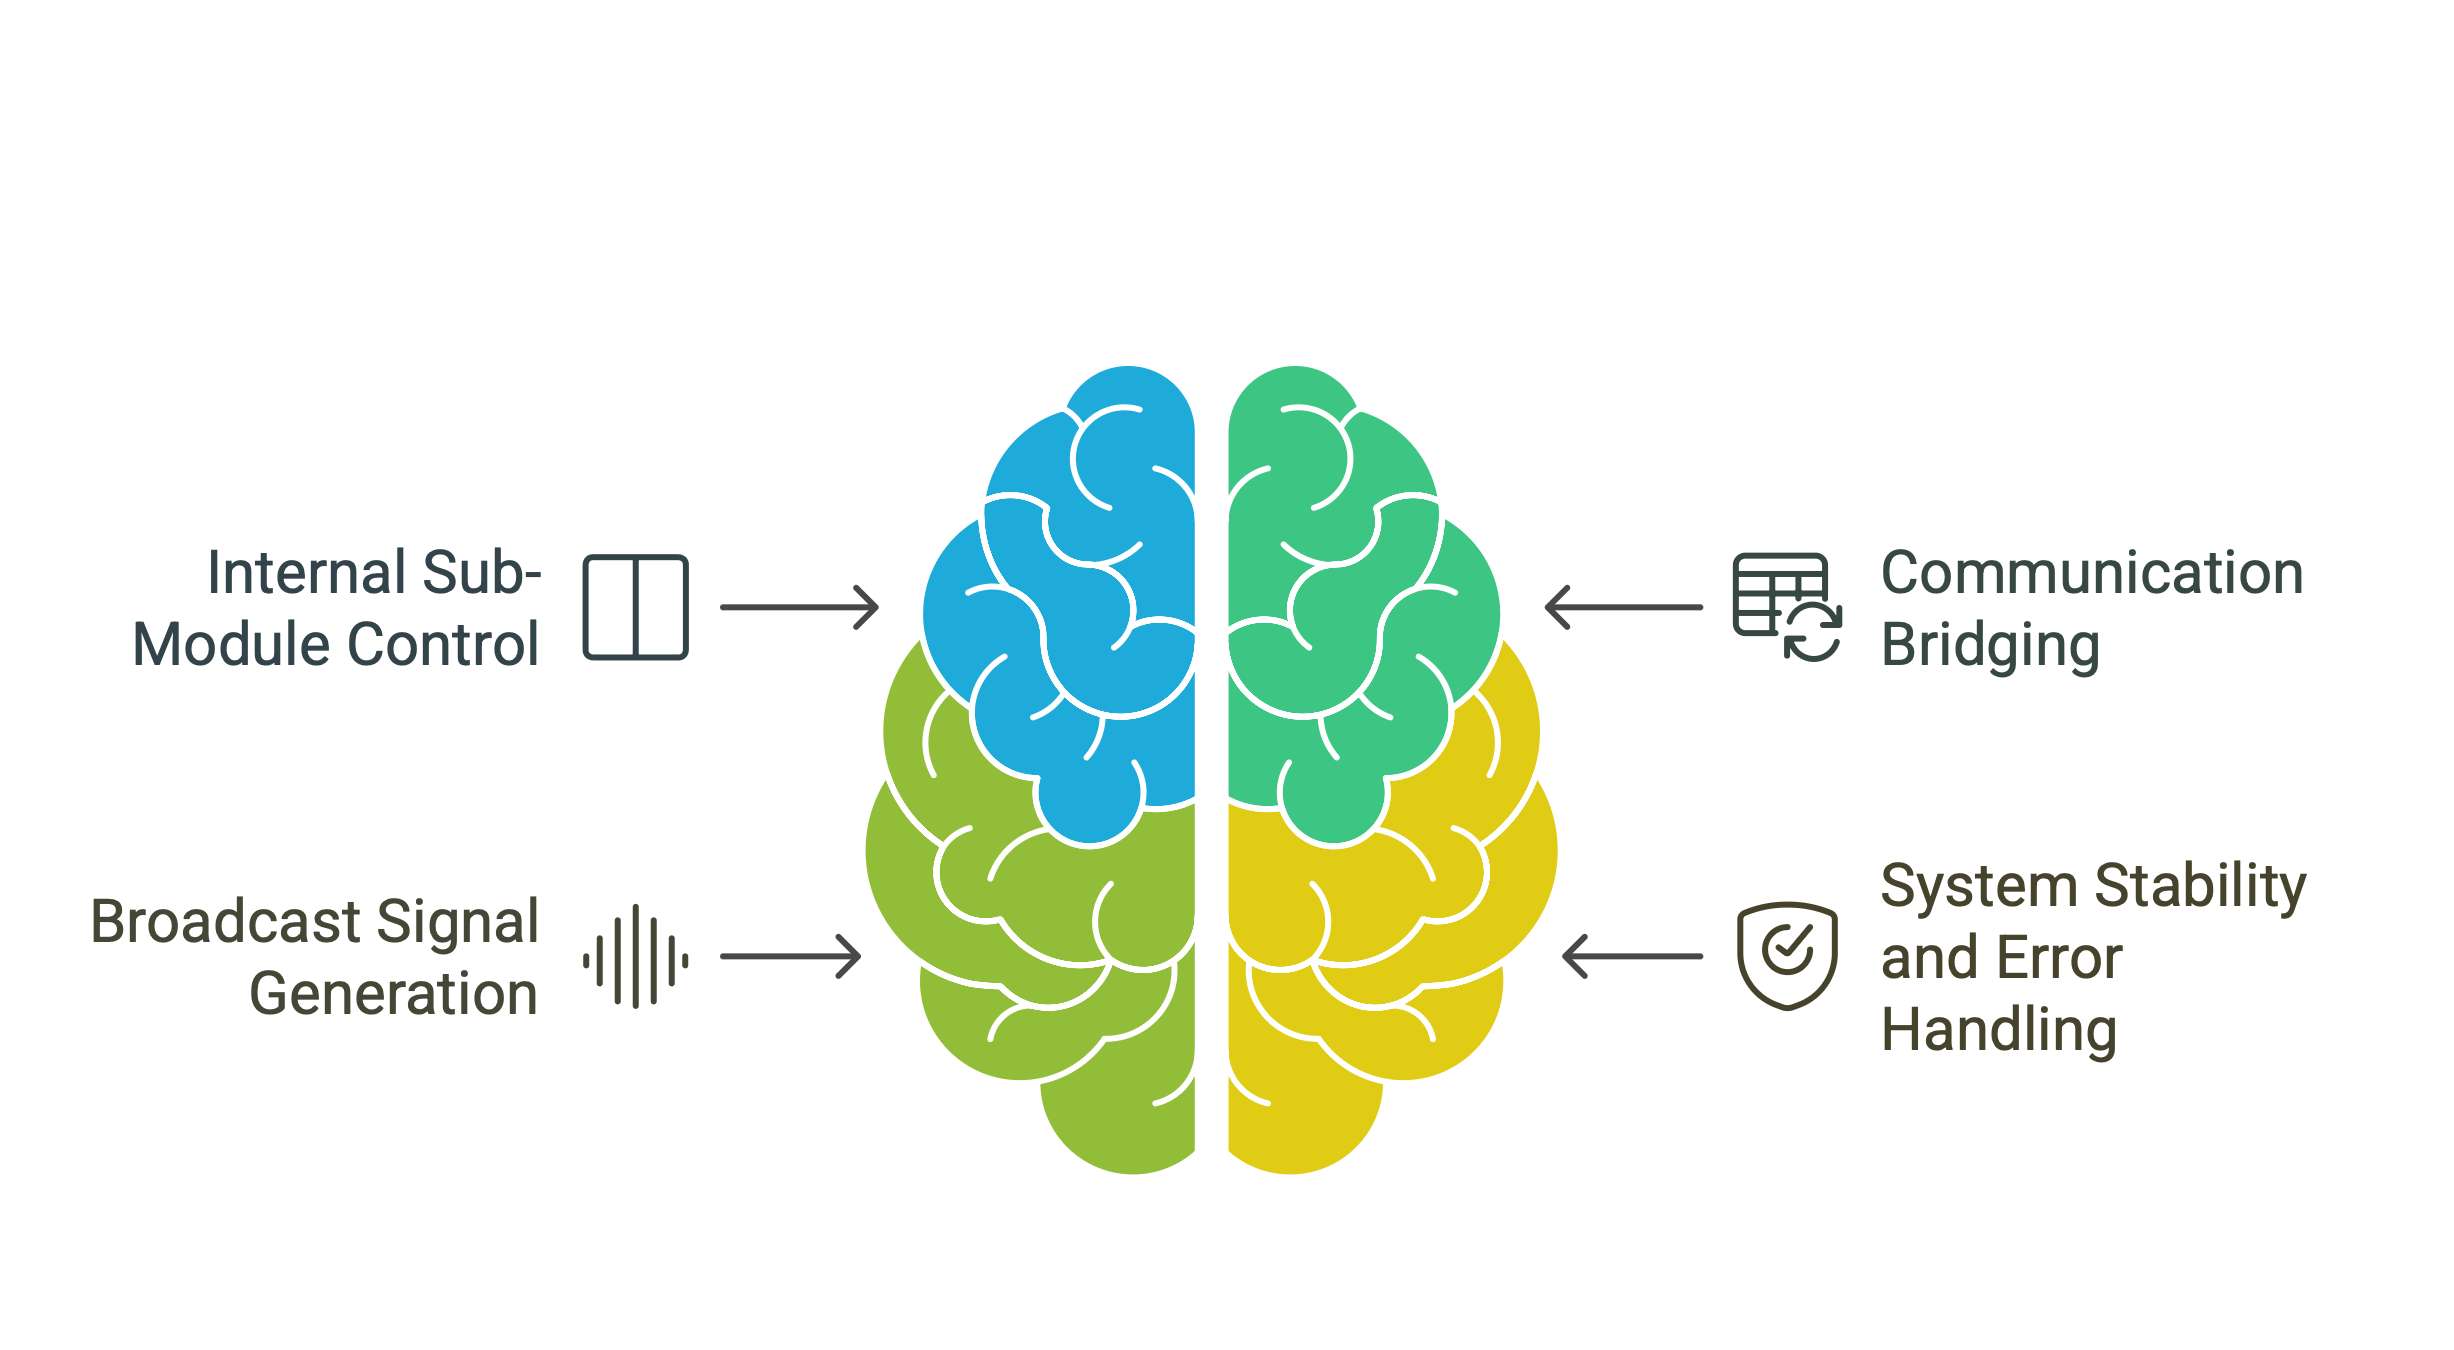 Internal Sub-
Module Control
Communication
Bridging
Broadcast Signal
Generation
System Stability
and Error
Handling